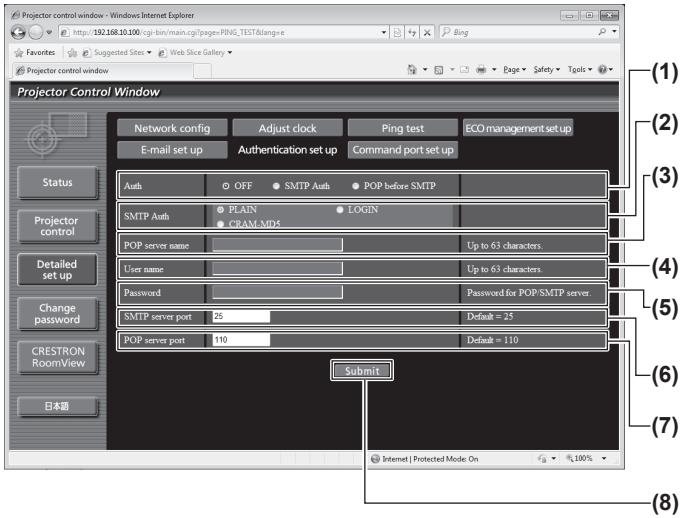 Projector control window - Windows Internet Explorer
http://192.168.10.100/cgi-bin/main.cgi?page=PING_TEST&lang=e
Bing
Favorites Suggested Sites Web Slice Gallery
Projector control window
Page Safety Tools
Projector Control Window
Network config Adjust clock Ping test ECO management set up
E-mail set up Authentication set up Command port set up
Status
Projector control
Detailed set up
Change password
CRESTRON RoomView
日本語
Auth OFF SMTP Auth POP before SMTP
SMTP Auth PLAIN LOGIN
CRAM-MD5
POP server name Up to 63 characters.
User name Up to 63 characters.
Password Password for POP/SMTP server.
SMTP server port 25 Default = 25
POP server port 110 Default = 110
Submit
Internet | Protected Mode: On 100%
(1)
(2)
(3)
(4)
(5)
(6)
(7)
(8)